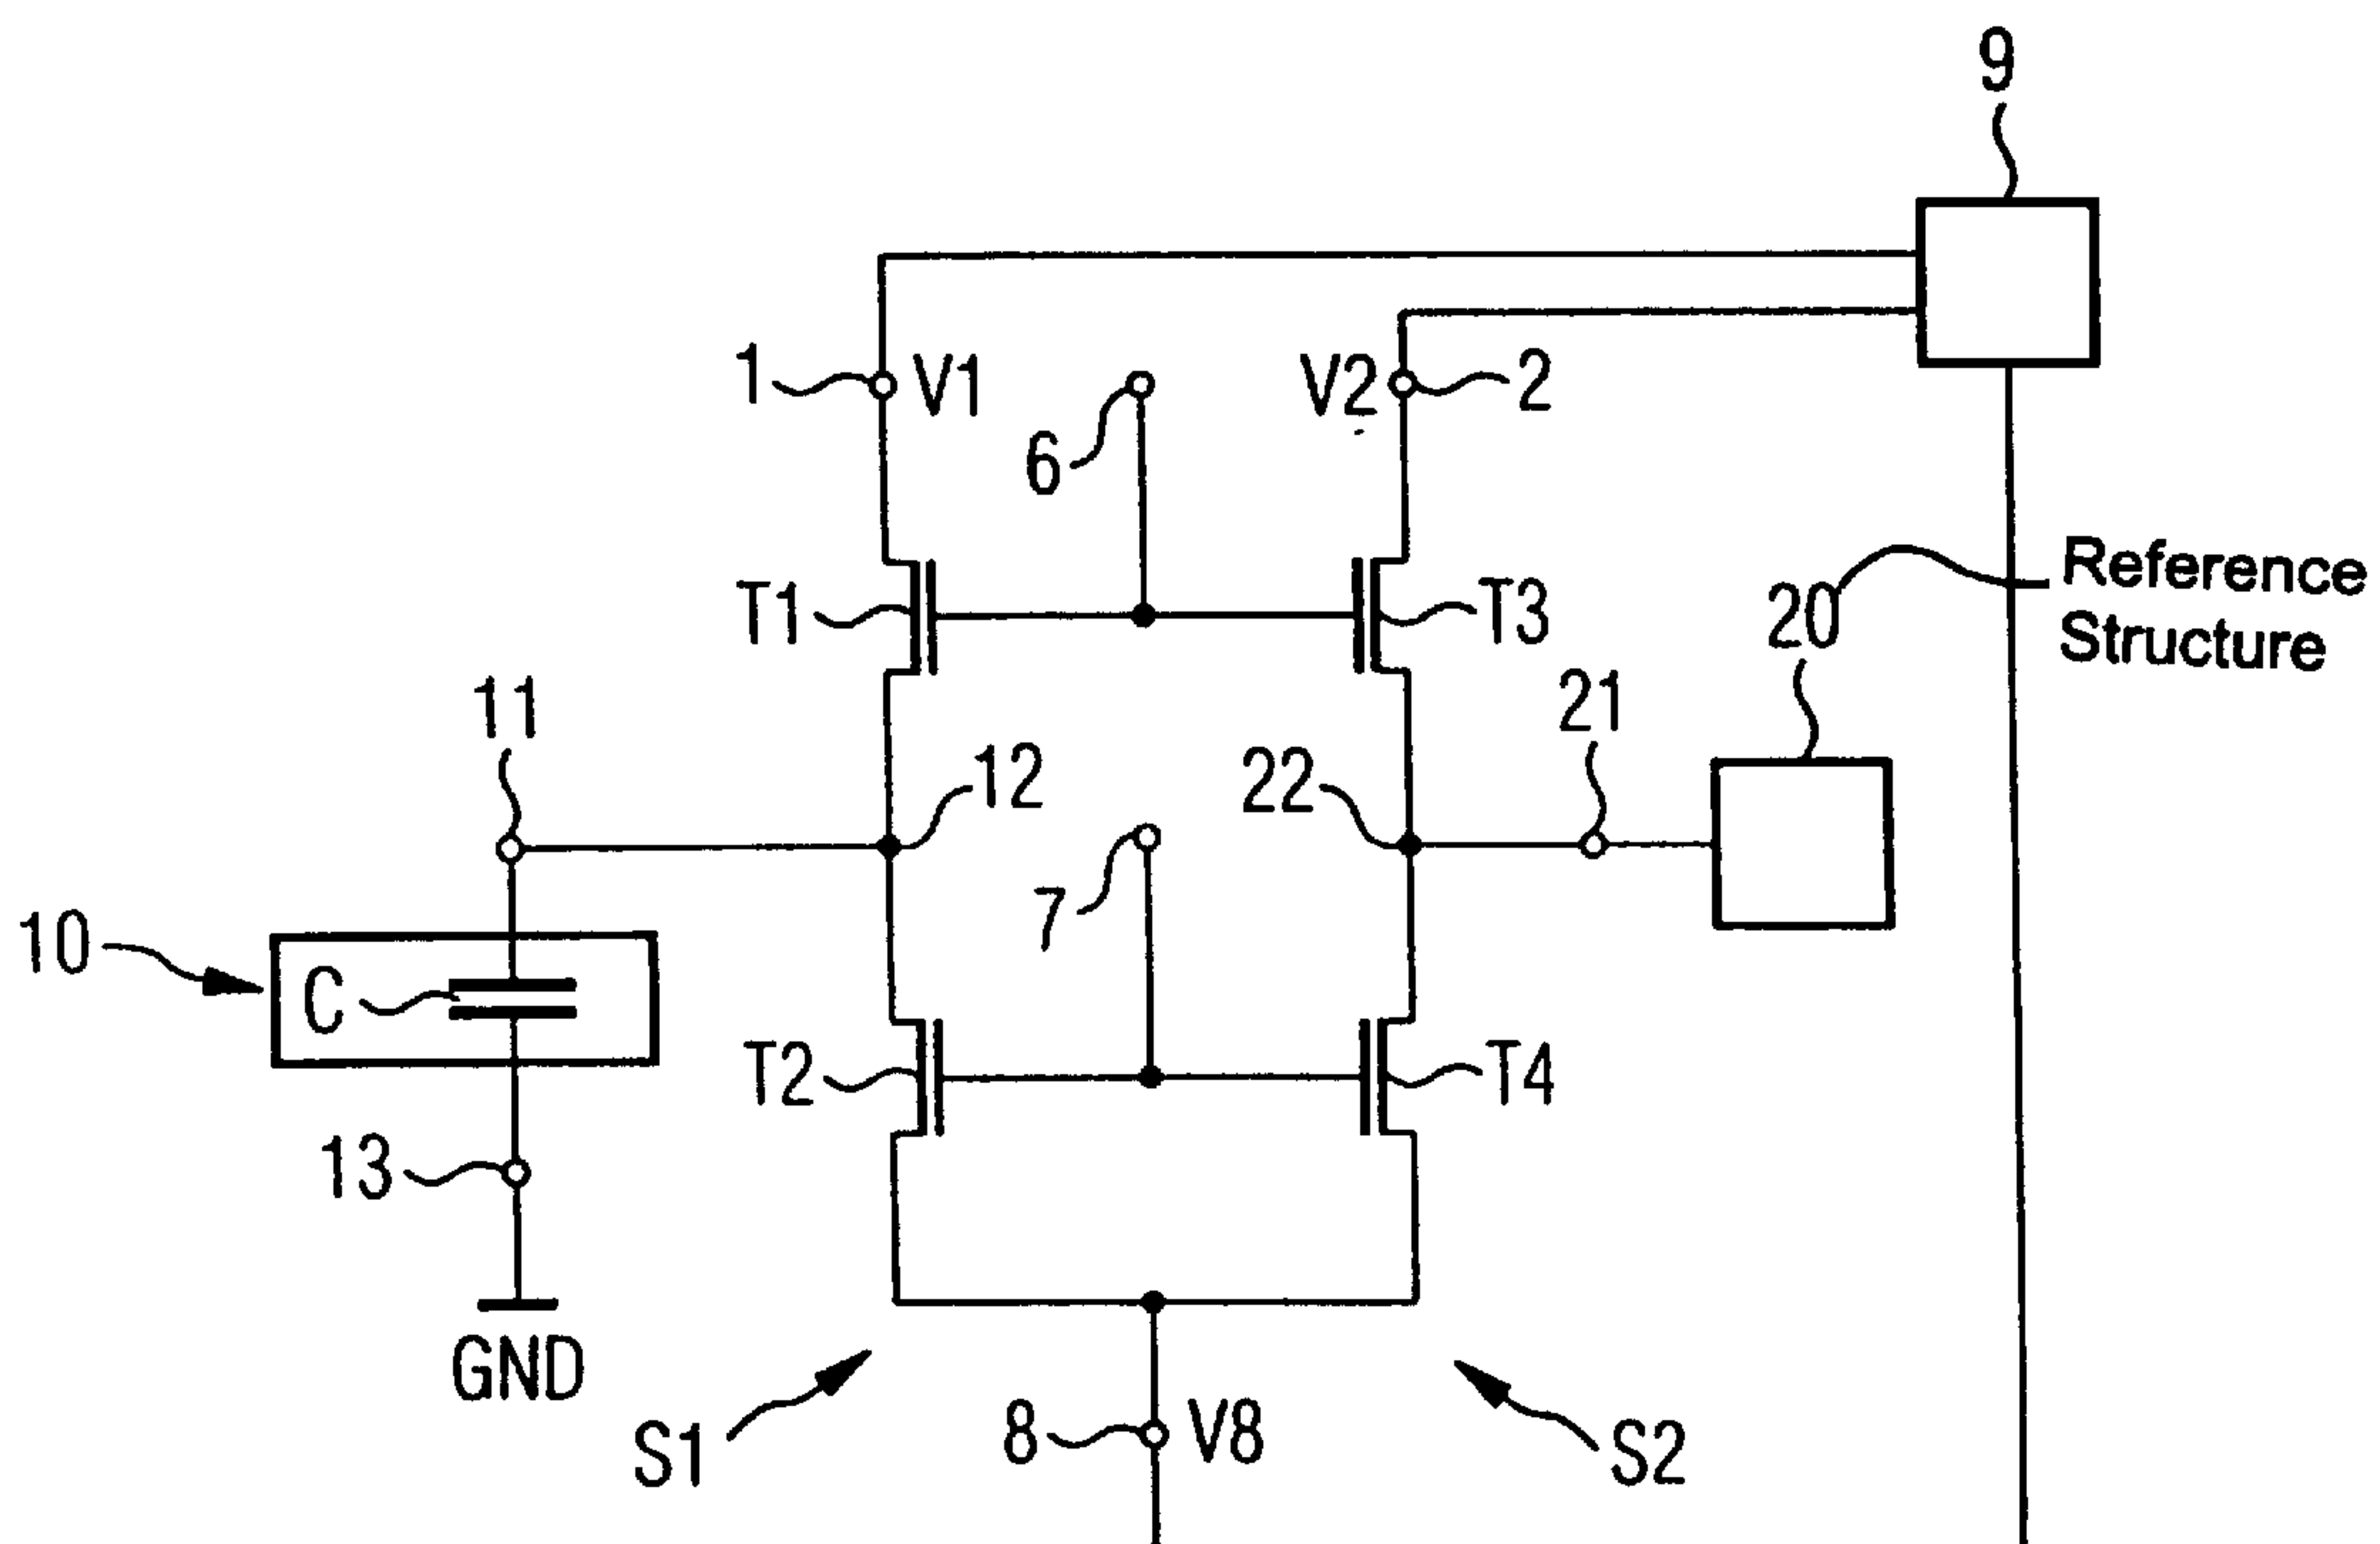 9
1 V1 6 V2 2
T1 T3
20 Reference
Structure
11 12 22 21
7
10 C
T2 T4
13
GND
S1 8 V8 S2